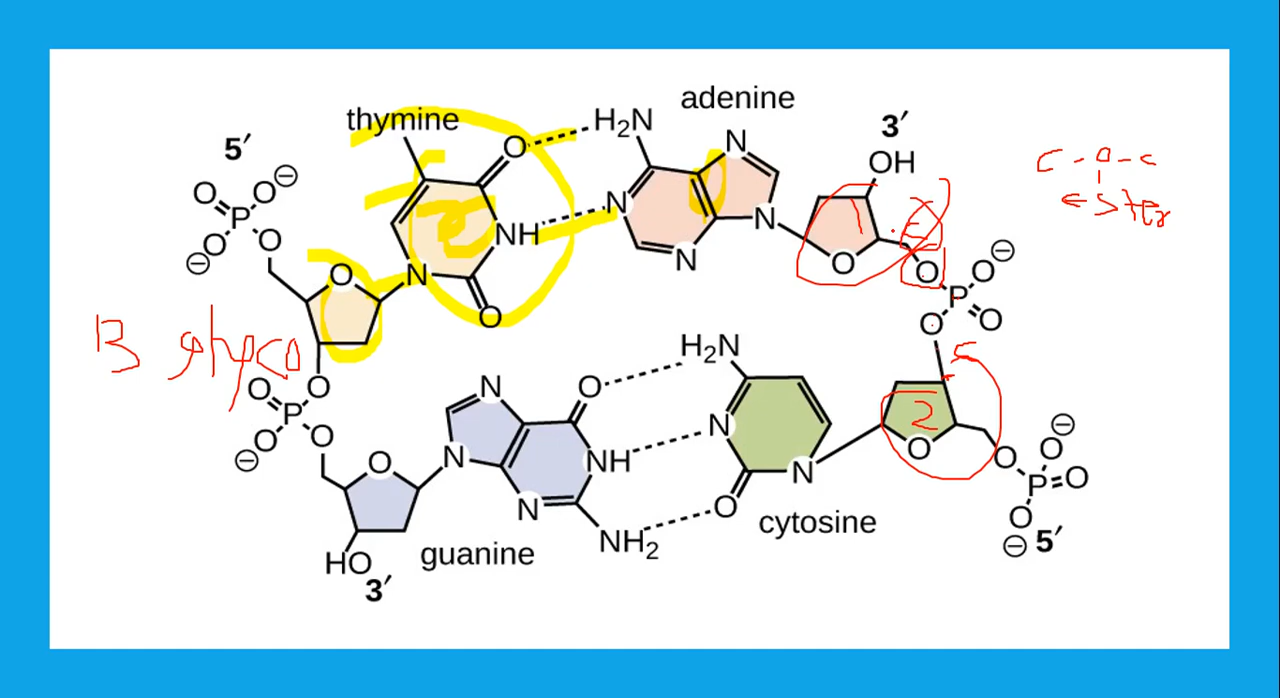 thymine
adenine
5′
3′
O
H₂N
N
OH
O
O ⊖
P
⊖ O
O
N
NH
N
N
N
O
O
O ⊖
P
O
O
O
N
O
C - O - C
ester
1
B glyco
H₂N
5
2
O
P
⊖ O
O
O
N
O
NH
N
N
N
O
O
O ⊖
P
O
O ⊖
5′
O
N
NH₂
O
HO
3′
guanine
cytosine